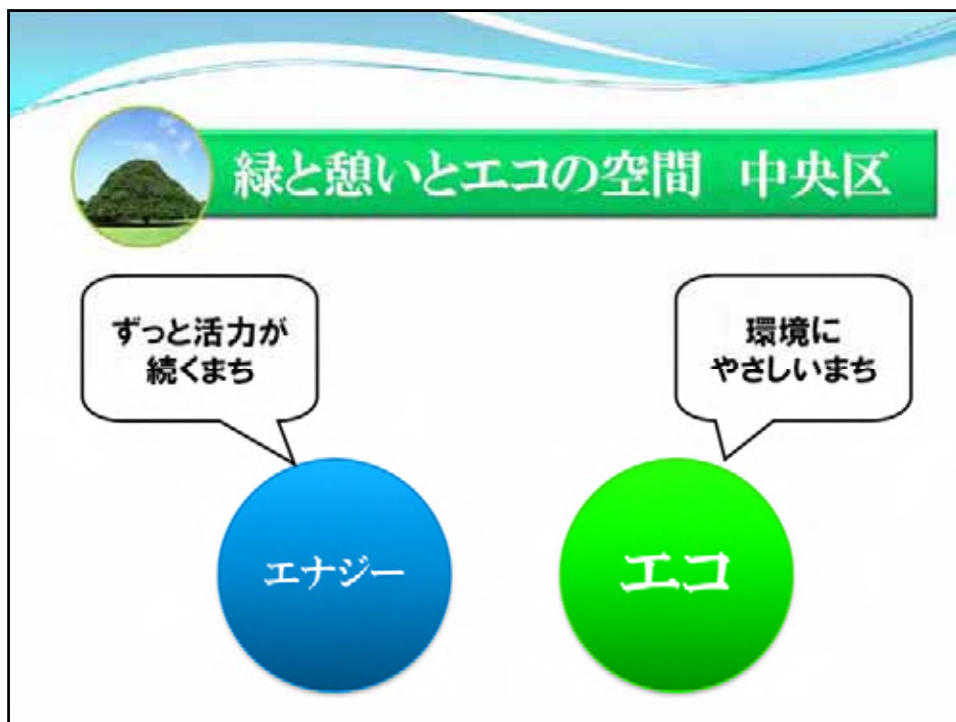 緑と憩いとエコの空間　中央区
ずっと活力が
続くまち
環境に
やさしいまち
エナジー
エコ